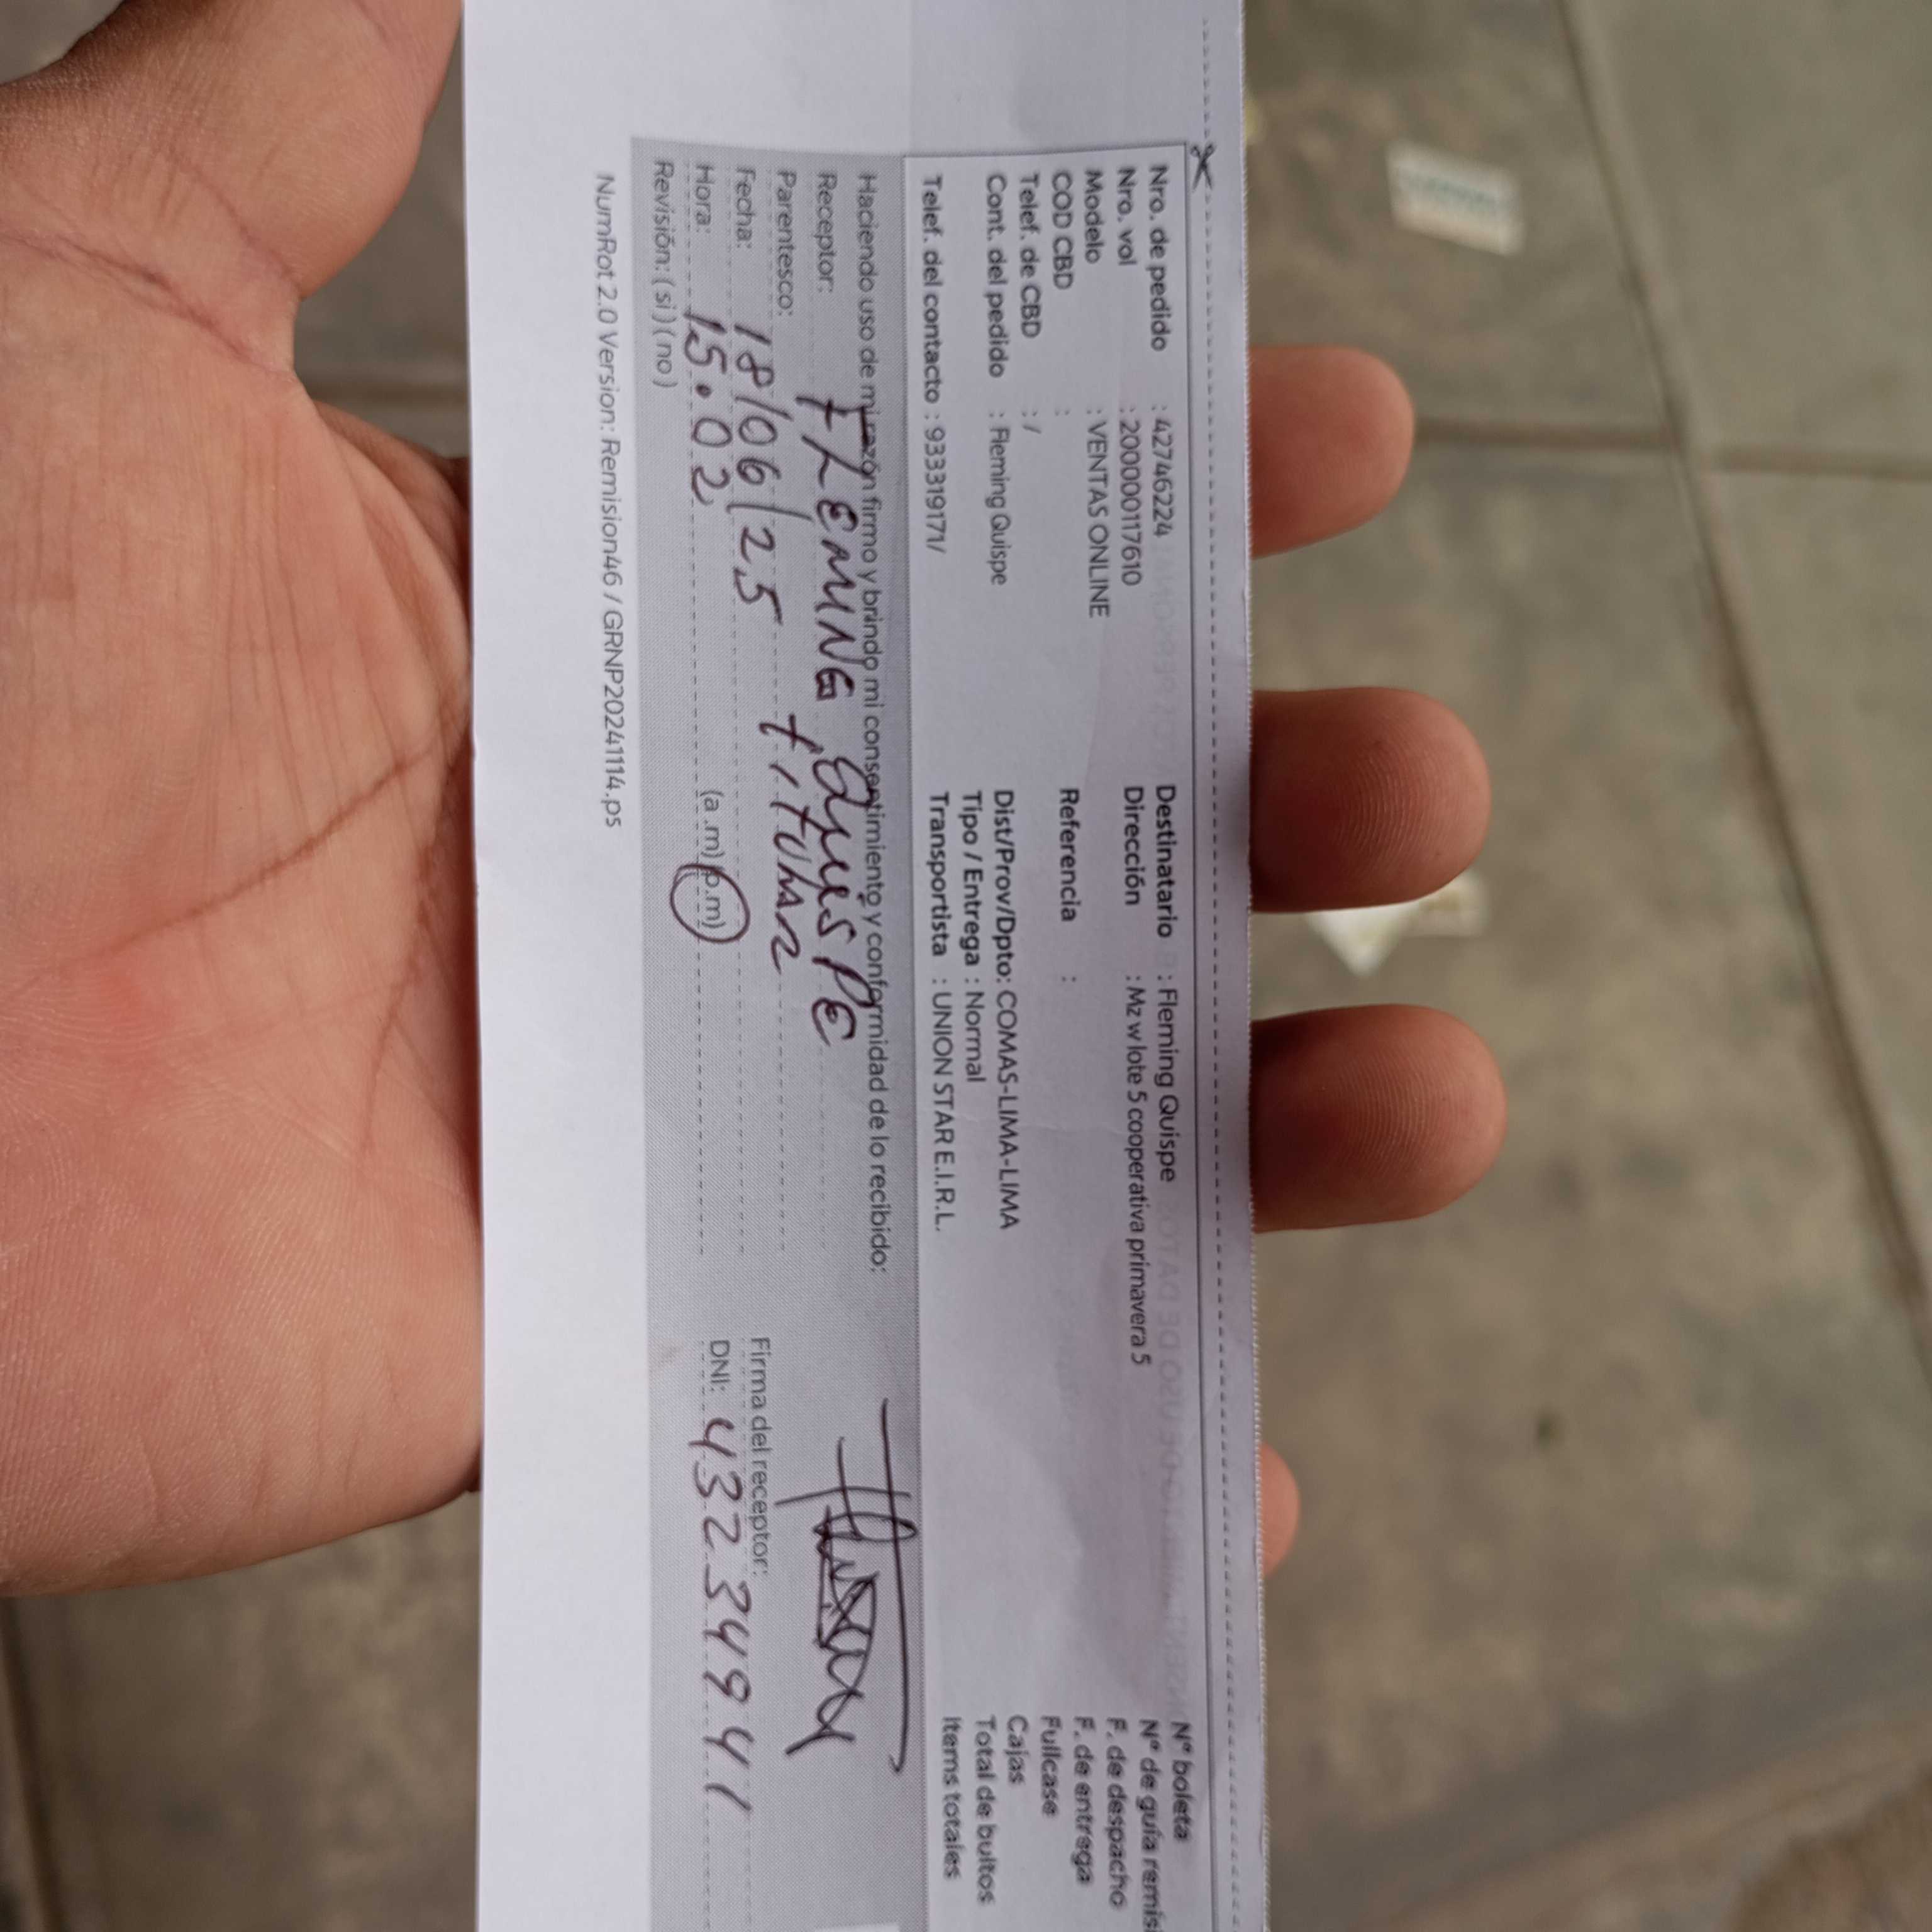 Nro. de pedido : 42746224
Nro. vol : 2000001117610
Modelo : VENTAS ONLINE
COD CBD :
Telef. de CBD : /
Cont. del pedido : Fleming Quispe
Telef. del contacto : 933319171/
Destinatario : Fleming Quispe
Dirección : Mz w lote 5 cooperativa primavera 5
Referencia :
Dist/Prov/Dpto: COMAS-LIMA-LIMA
Tipo / Entrega : Normal
Transportista : UNION STAR E.I.R.L.
N° boleta
N° de guía remisi
F. de despacho
F. de entrega
Fullcase
Cajas
Total de bultos
Items totales
Haciendo uso de mi razón firmo y brindo mi consentimiento y conformidad de lo recibido:
Receptor: FLEMING QUISPE
Parentesco: titular
Fecha: 18/06/25
Hora: 15:02 (a.m) (p.m)
Revisión: ( si ) ( no )
Firma del receptor:
DNI: 43234941
NumRot 2.0 Version: Remision46 / GRNP20241114.ps